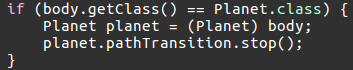 if (body.getClass() == Planet.class) {
    Planet planet = (Planet) body;
    planet.pathTransition.stop();
}